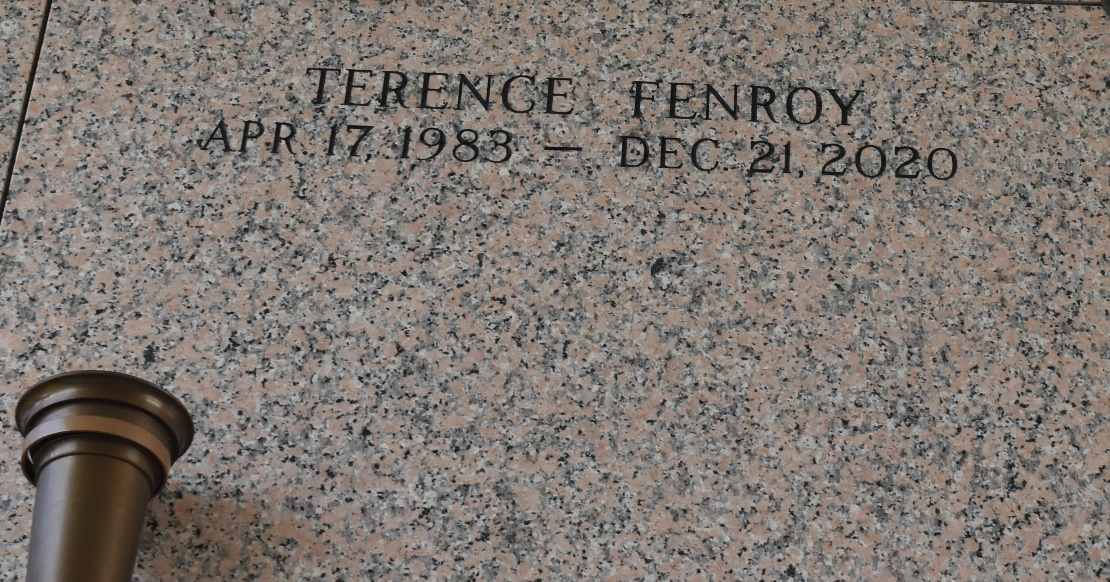 TERENCE FENROY
APR 17, 1983 — DEC. 21, 2020